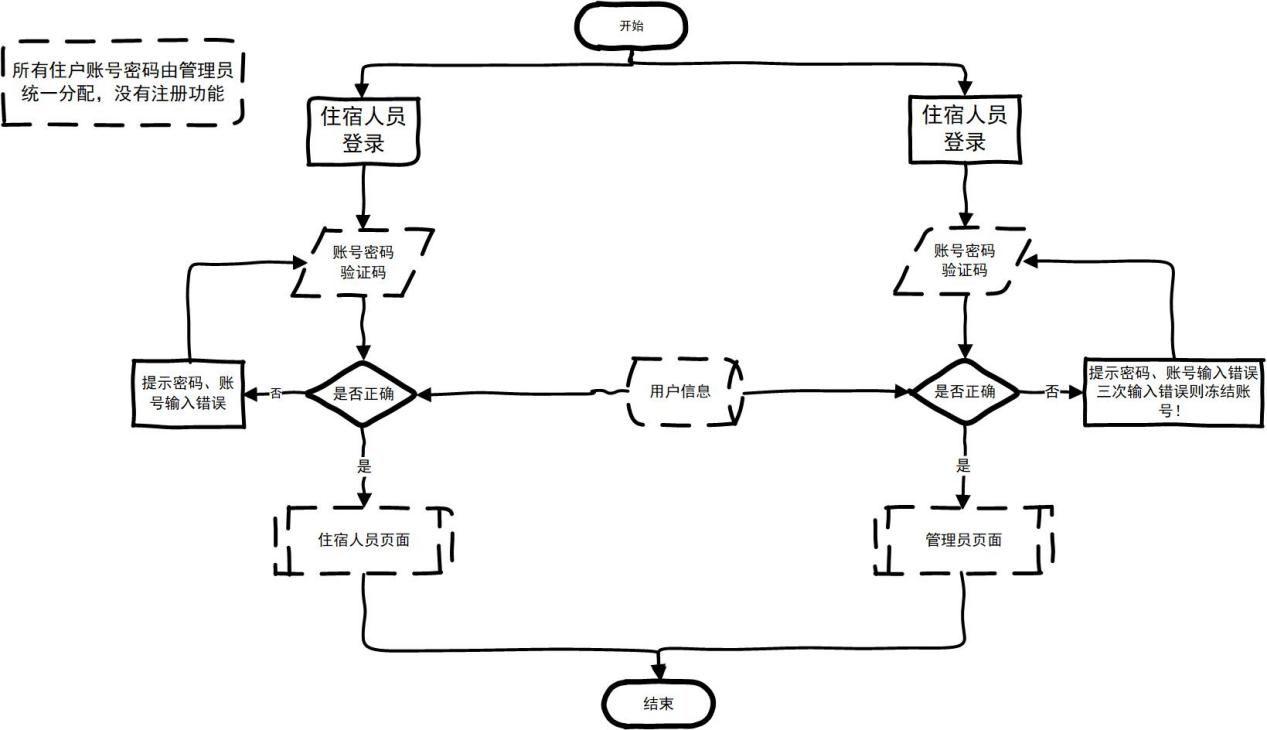 开始
所有住户账号密码由管理员
统一分配，没有注册功能
住宿人员
登录
住宿人员
登录
账号密码
验证码
账号密码
验证码
提示密码、账
号输入错误
否
是否正确
用户信息
是否正确
否
提示密码、账号输入错误
三次输入错误则冻结账
号！
是
是
住宿人员页面
管理员页面
结束